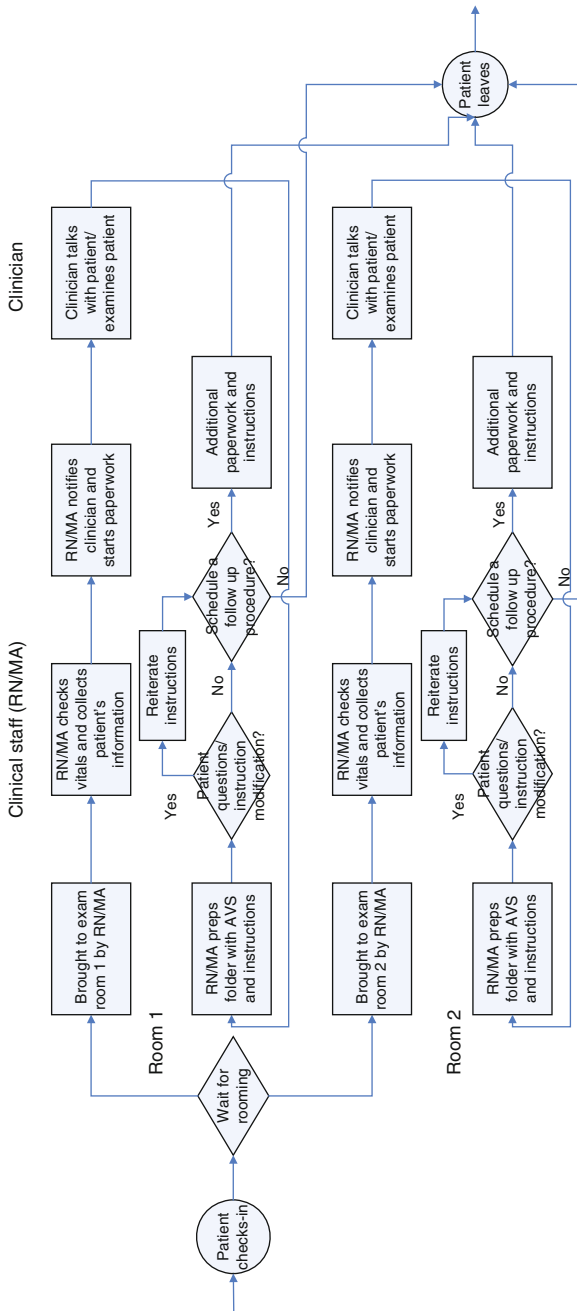 Clinical staff (RN/MA)
Clinician
Patient
checks-in
Wait for
rooming
Room 1
Brought to exam
room 1 by RN/MA
RN/MA checks
vitals and collects
patient's
information
RN/MA notifies
clinician and
starts paperwork
Clinician talks
with patient/
examines patient
RN/MA preps
folder with AVS
and instructions
Patient
questions/
instruction
modification?
Yes
No
Reiterate
instructions
Schedule a
follow up
procedure?
Yes
No
Additional
paperwork and
instructions
Room 2
Brought to exam
room 2 by RN/MA
RN/MA checks
vitals and collects
patient's
information
RN/MA notifies
clinician and
starts paperwork
Clinician talks
with patient/
examines patient
RN/MA preps
folder with AVS
and instructions
Patient
questions/
instruction
modification?
Yes
No
Reiterate
instructions
Schedule a
follow up
procedure?
Yes
No
Additional
paperwork and
instructions
Patient
leaves